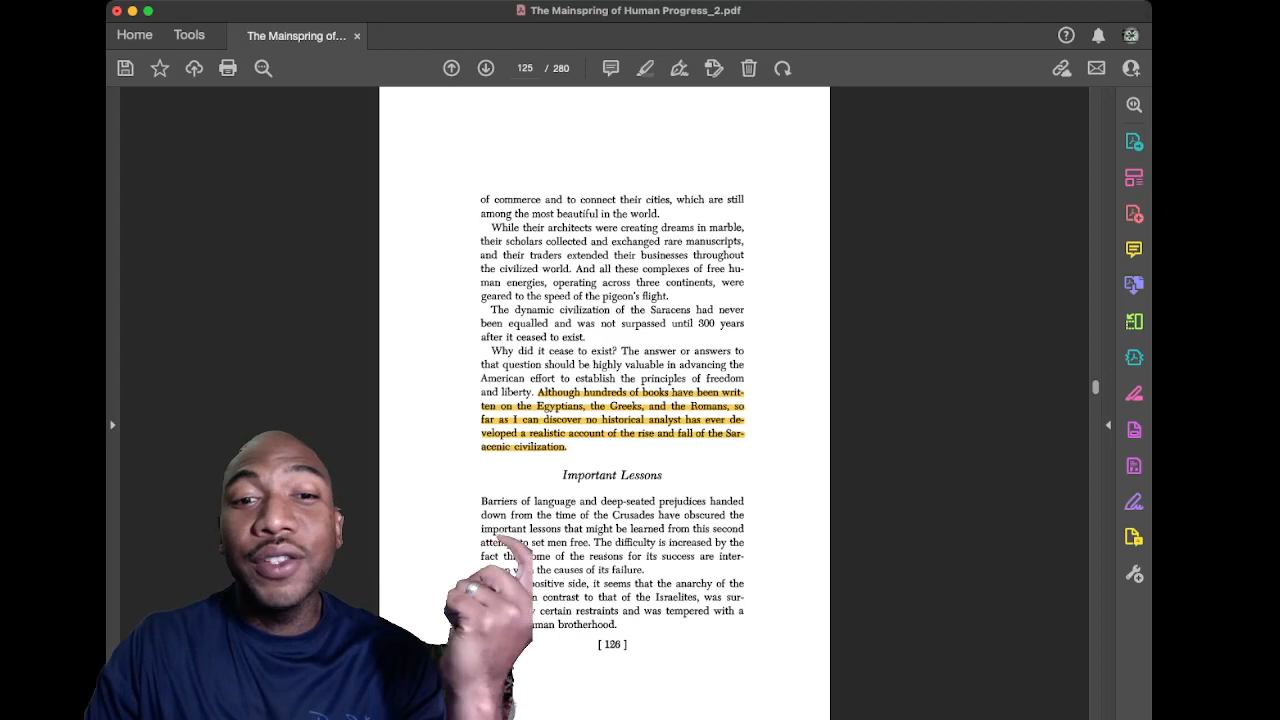 The Mainspring of Human Progress_2.pdf
Home Tools The Mainspring of... ×
125 / 280
of commerce and to connect their cities, which are still
among the most beautiful in the world.
While their architects were creating dreams in marble,
their scholars collected and exchanged rare manuscripts,
and their traders extended their businesses throughout
the civilized world. And all these complexes of free hu-
man energies, operating across three continents, were
geared to the speed of the pigeon's flight.
The dynamic civilization of the Saracens had never
been equalled and was not surpassed until 300 years
after it ceased to exist.
Why did it cease to exist? The answer or answers to
that question should be highly valuable in advancing the
American effort to establish the principles of freedom
and liberty. Although hundreds of books have been writ-
ten on the Egyptians, the Greeks, and the Romans, so
far as I can discover no historical analyst has ever de-
veloped a realistic account of the rise and fall of the Sar-
acenic civilization.
Important Lessons
Barriers of language and deep-seated prejudices handed
down from the time of the Crusades have obscured the
important lessons that might be learned from this second
to set men free. The difficulty is increased by the
fact of the reasons for its success are inter-
the causes of its failure.
positive side, it seems that the anarchy of the
contrast to that of the Israelites, was sur-
certain restraints and was tempered with a
brotherhood.
[ 126 ]